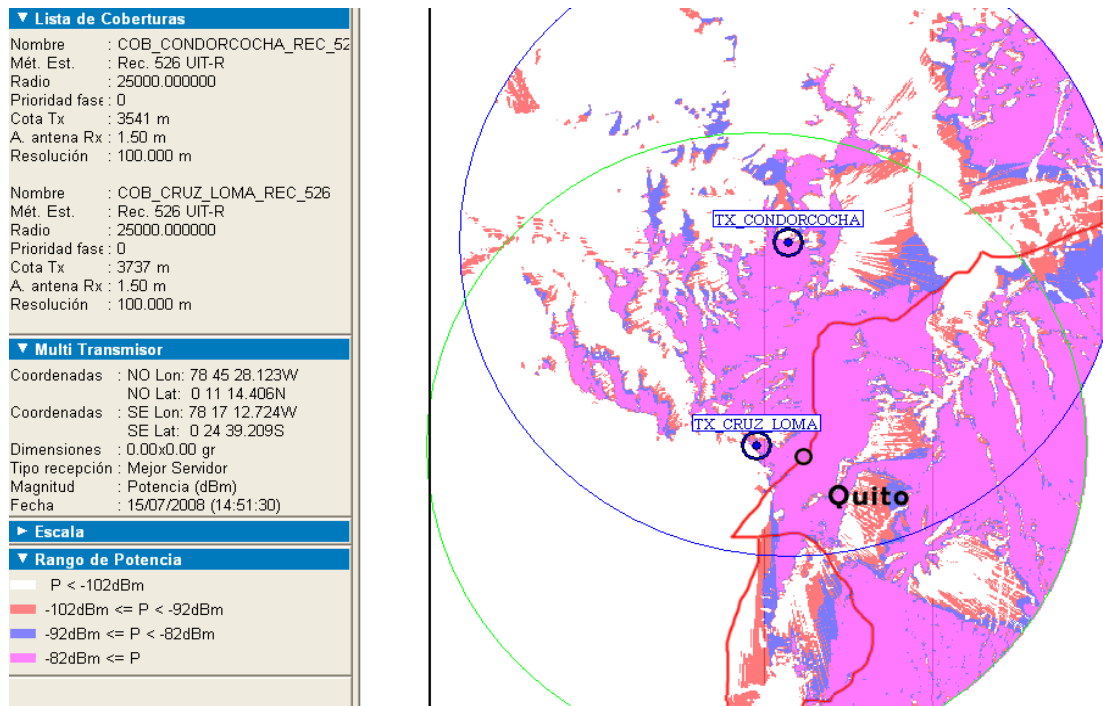 ▼ Lista de Coberturas
Nombre : COB_CONDORCOCHA_REC_52
Mét. Est. : Rec. 526 UIT-R
Radio : 25000.000000
Prioridad fase : 0
Cota Tx : 3541 m
A. antena Rx : 1.50 m
Resolución : 100.000 m
Nombre : COB_CRUZ_LOMA_REC_526
Mét. Est. : Rec. 526 UIT-R
Radio : 25000.000000
Prioridad fase : 0
Cota Tx : 3737 m
A. antena Rx : 1.50 m
Resolución : 100.000 m
▼ Multi Transmisor
Coordenadas : NO Lon: 78 45 28.123W
NO Lat: 0 11 14.406N
Coordenadas : SE Lon: 78 17 12.724W
SE Lat: 0 24 39.209S
Dimensiones : 0.00x0.00 gr
Tipo recepción : Mejor Servidor
Magnitud : Potencia (dBm)
Fecha : 15/07/2008 (14:51:30)
► Escala
▼ Rango de Potencia
P < -102dBm
-102dBm <= P < -92dBm
-92dBm <= P < -82dBm
-82dBm <= P
TX_CONDORCOCHA
TX_CRUZ_LOMA
Quito